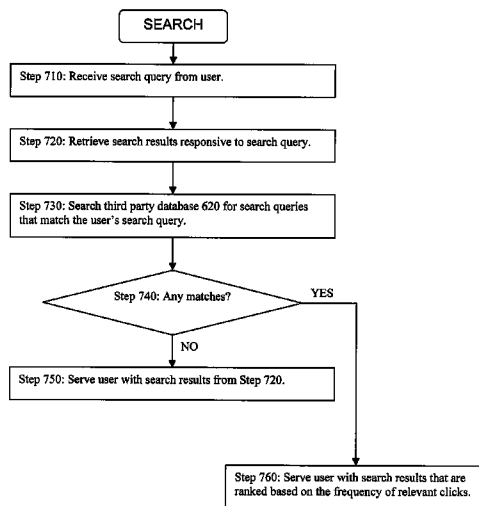 SEARCH
Step 710: Receive search query from user.
Step 720: Retrieve search results responsive to search query.
Step 730: Search third party database 620 for search queries
that match the user's search query.
Step 740: Any matches?
YES
NO
Step 750: Serve user with search results from Step 720.
Step 760: Serve user with search results that are
ranked based on the frequency of relevant clicks.